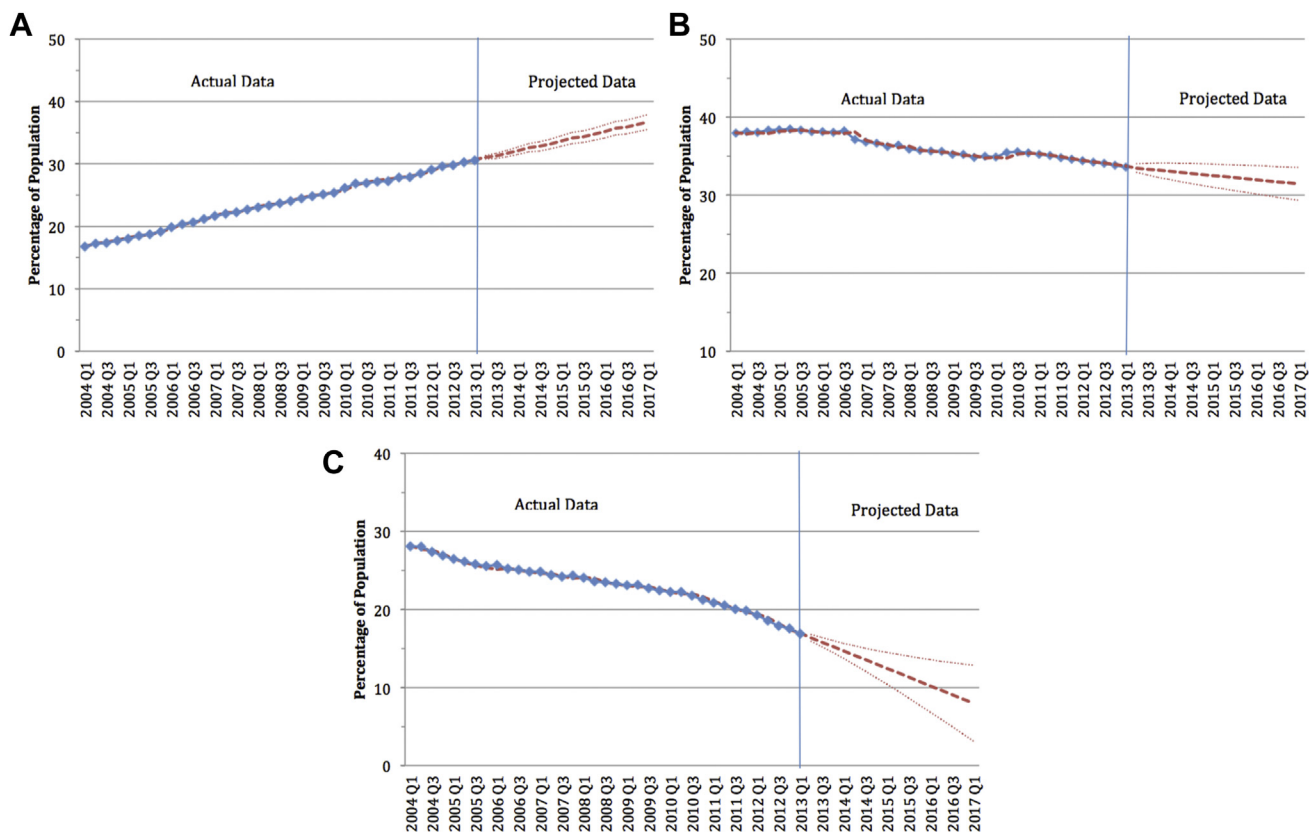 A
50
40
30
20
10
0
Percentage of Population
Actual Data
Projected Data
2004 Q1
2004 Q3
2005 Q1
2005 Q3
2006 Q1
2006 Q3
2007 Q1
2007 Q3
2008 Q1
2008 Q3
2009 Q1
2009 Q3
2010 Q1
2010 Q3
2011 Q1
2011 Q3
2012 Q1
2012 Q3
2013 Q1
2013 Q3
2014 Q1
2014 Q3
2015 Q1
2015 Q3
2016 Q1
2016 Q3
2017 Q1
B
50
40
30
20
10
Percentage of Population
Actual Data
Projected Data
2004 Q1
2004 Q3
2005 Q1
2005 Q3
2006 Q1
2006 Q3
2007 Q1
2007 Q3
2008 Q1
2008 Q3
2009 Q1
2009 Q3
2010 Q1
2010 Q3
2011 Q1
2011 Q3
2012 Q1
2012 Q3
2013 Q1
2013 Q3
2014 Q1
2014 Q3
2015 Q1
2015 Q3
2016 Q1
2016 Q3
2017 Q1
C
40
30
20
10
0
Percentage of Population
Actual Data
Projected Data
2004 Q1
2004 Q3
2005 Q1
2005 Q3
2006 Q1
2006 Q3
2007 Q1
2007 Q3
2008 Q1
2008 Q3
2009 Q1
2009 Q3
2010 Q1
2010 Q3
2011 Q1
2011 Q3
2012 Q1
2012 Q3
2013 Q1
2013 Q3
2014 Q1
2014 Q3
2015 Q1
2015 Q3
2016 Q1
2016 Q3
2017 Q1